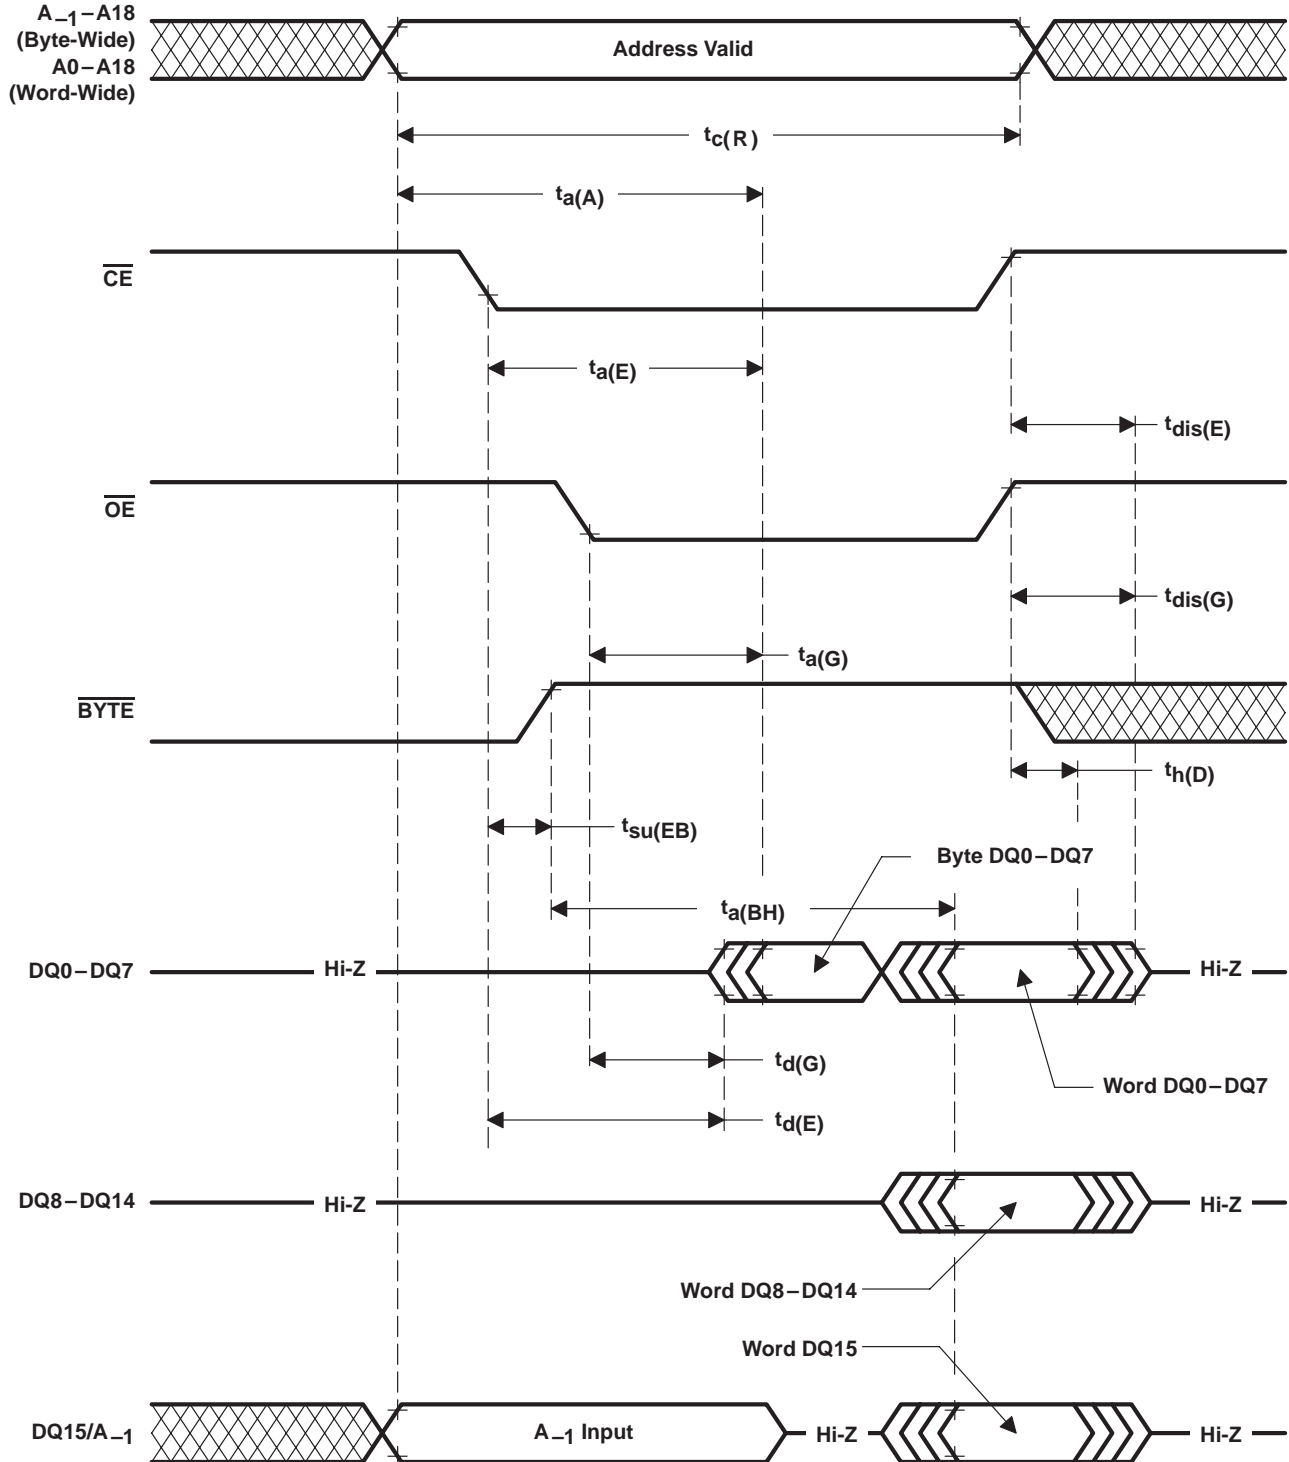 A–1–A18
(Byte-Wide)
A0–A18
(Word-Wide)
Address Valid
tc(R)
ta(A)
CE
ta(E)
tdis(E)
OE
tdis(G)
ta(G)
BYTE
th(D)
tsu(EB)
Byte DQ0–DQ7
ta(BH)
DQ0–DQ7
Hi-Z
Hi-Z
td(G)
Word DQ0–DQ7
td(E)
DQ8–DQ14
Hi-Z
Hi-Z
Word DQ8–DQ14
Word DQ15
DQ15/A–1
A–1 Input
Hi-Z
Hi-Z